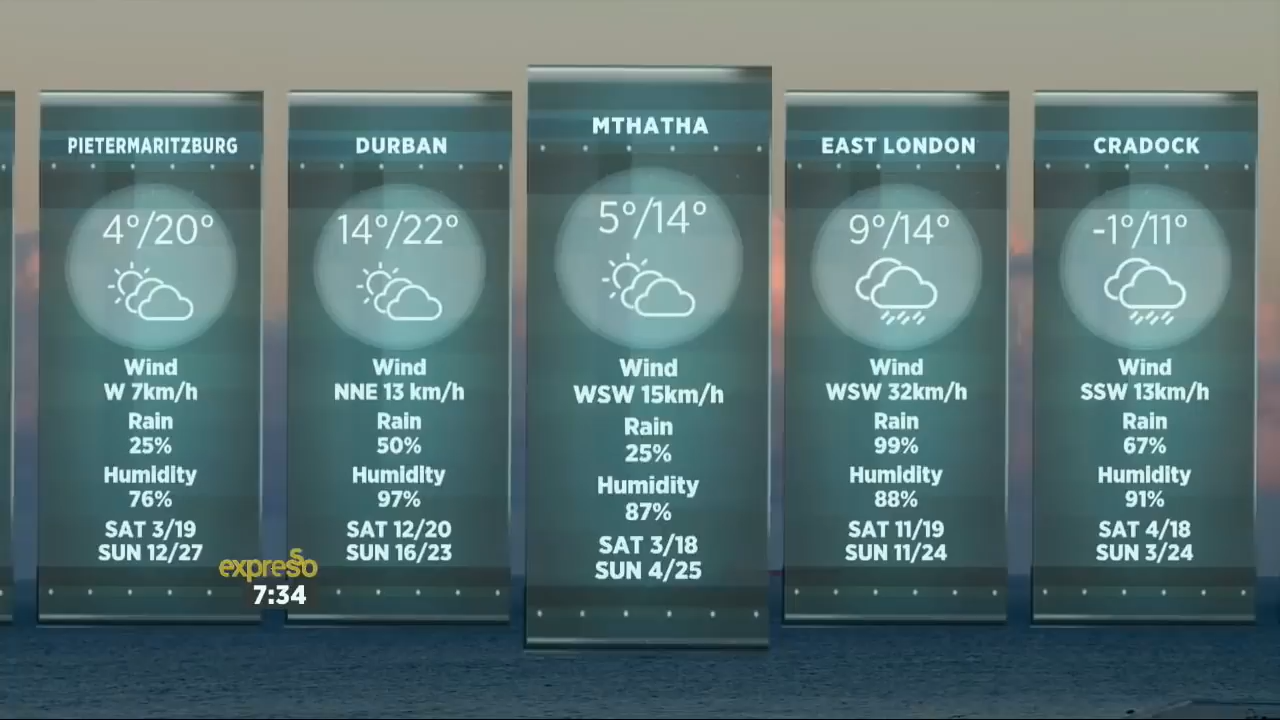 PIETERMARITZBURG
4°/20°
Wind
W 7km/h
Rain
25%
Humidity
76%
SAT 3/19
SUN 12/27
DURBAN
14°/22°
Wind
NNE 13 km/h
Rain
50%
Humidity
97%
SAT 12/20
SUN 16/23
MTHATHA
5°/14°
Wind
WSW 15km/h
Rain
25%
Humidity
87%
SAT 3/18
SUN 4/25
EAST LONDON
9°/14°
Wind
WSW 32km/h
Rain
99%
Humidity
88%
SAT 11/19
SUN 11/24
CRADOCK
-1°/11°
Wind
SSW 13km/h
Rain
67%
Humidity
91%
SAT 4/18
SUN 3/24
expresso
7:34